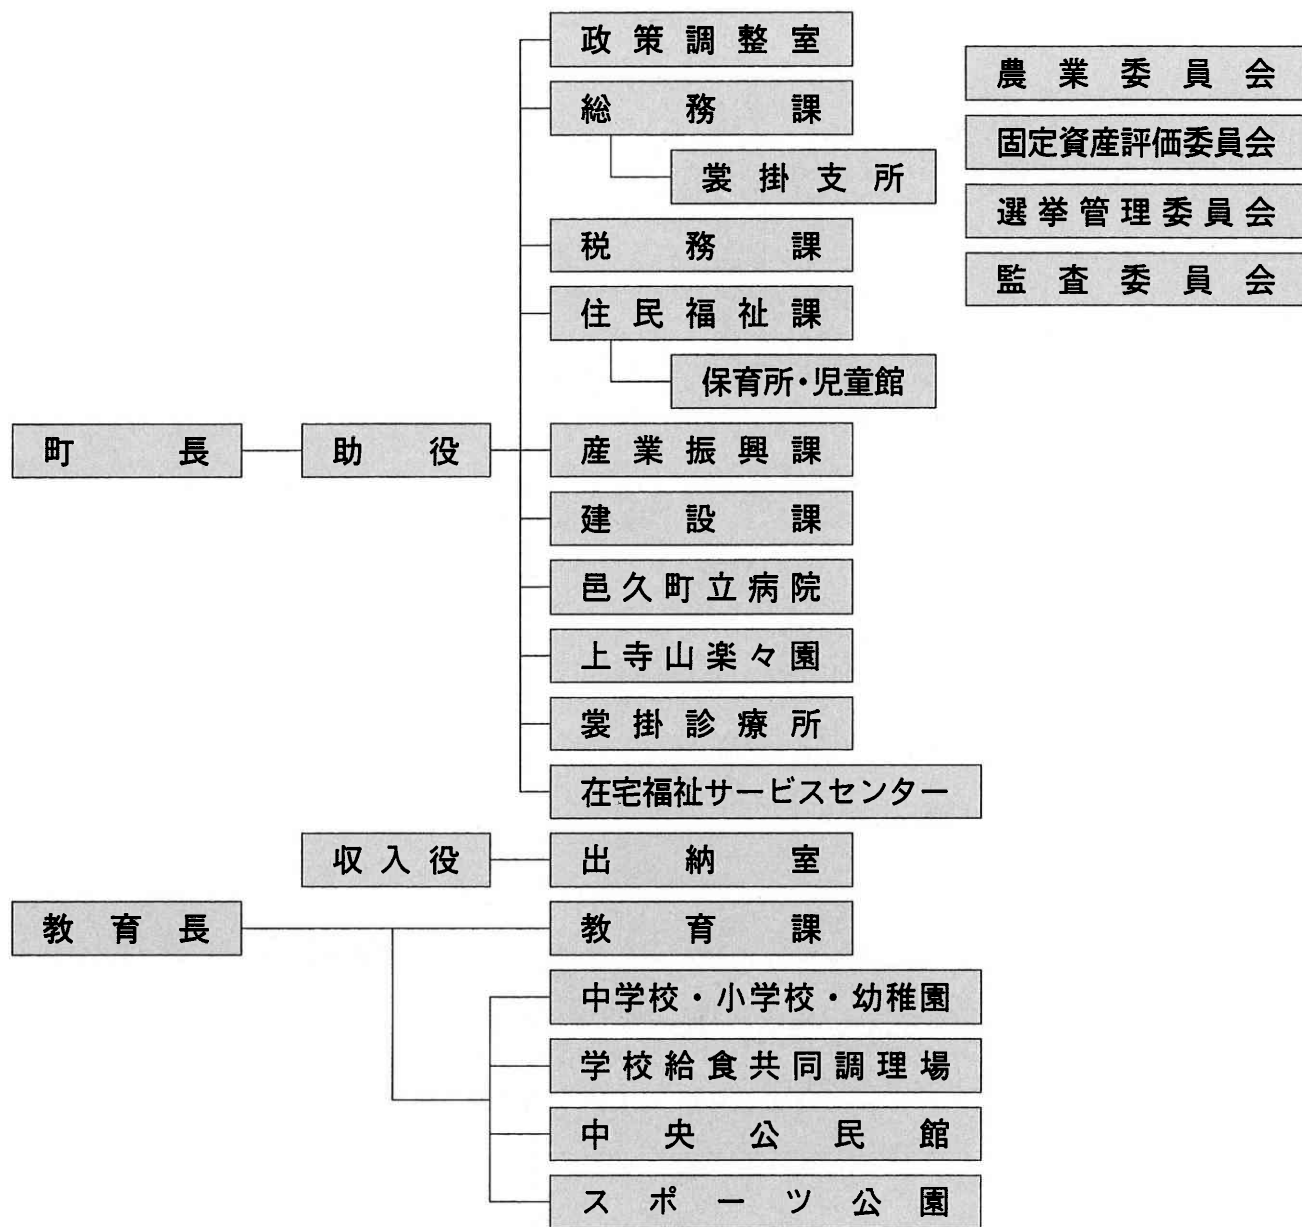 政策調整室
総務課
裳掛支所
税務課
住民福祉課
保育所・児童館
町長
助役
産業振興課
建設課
邑久町立病院
上寺山楽々園
裳掛診療所
在宅福祉サービスセンター
収入役
出納室
教育長
教育課
中学校・小学校・幼稚園
学校給食共同調理場
中央公民館
スポーツ公園
農業委員会
固定資産評価委員会
選挙管理委員会
監査委員会